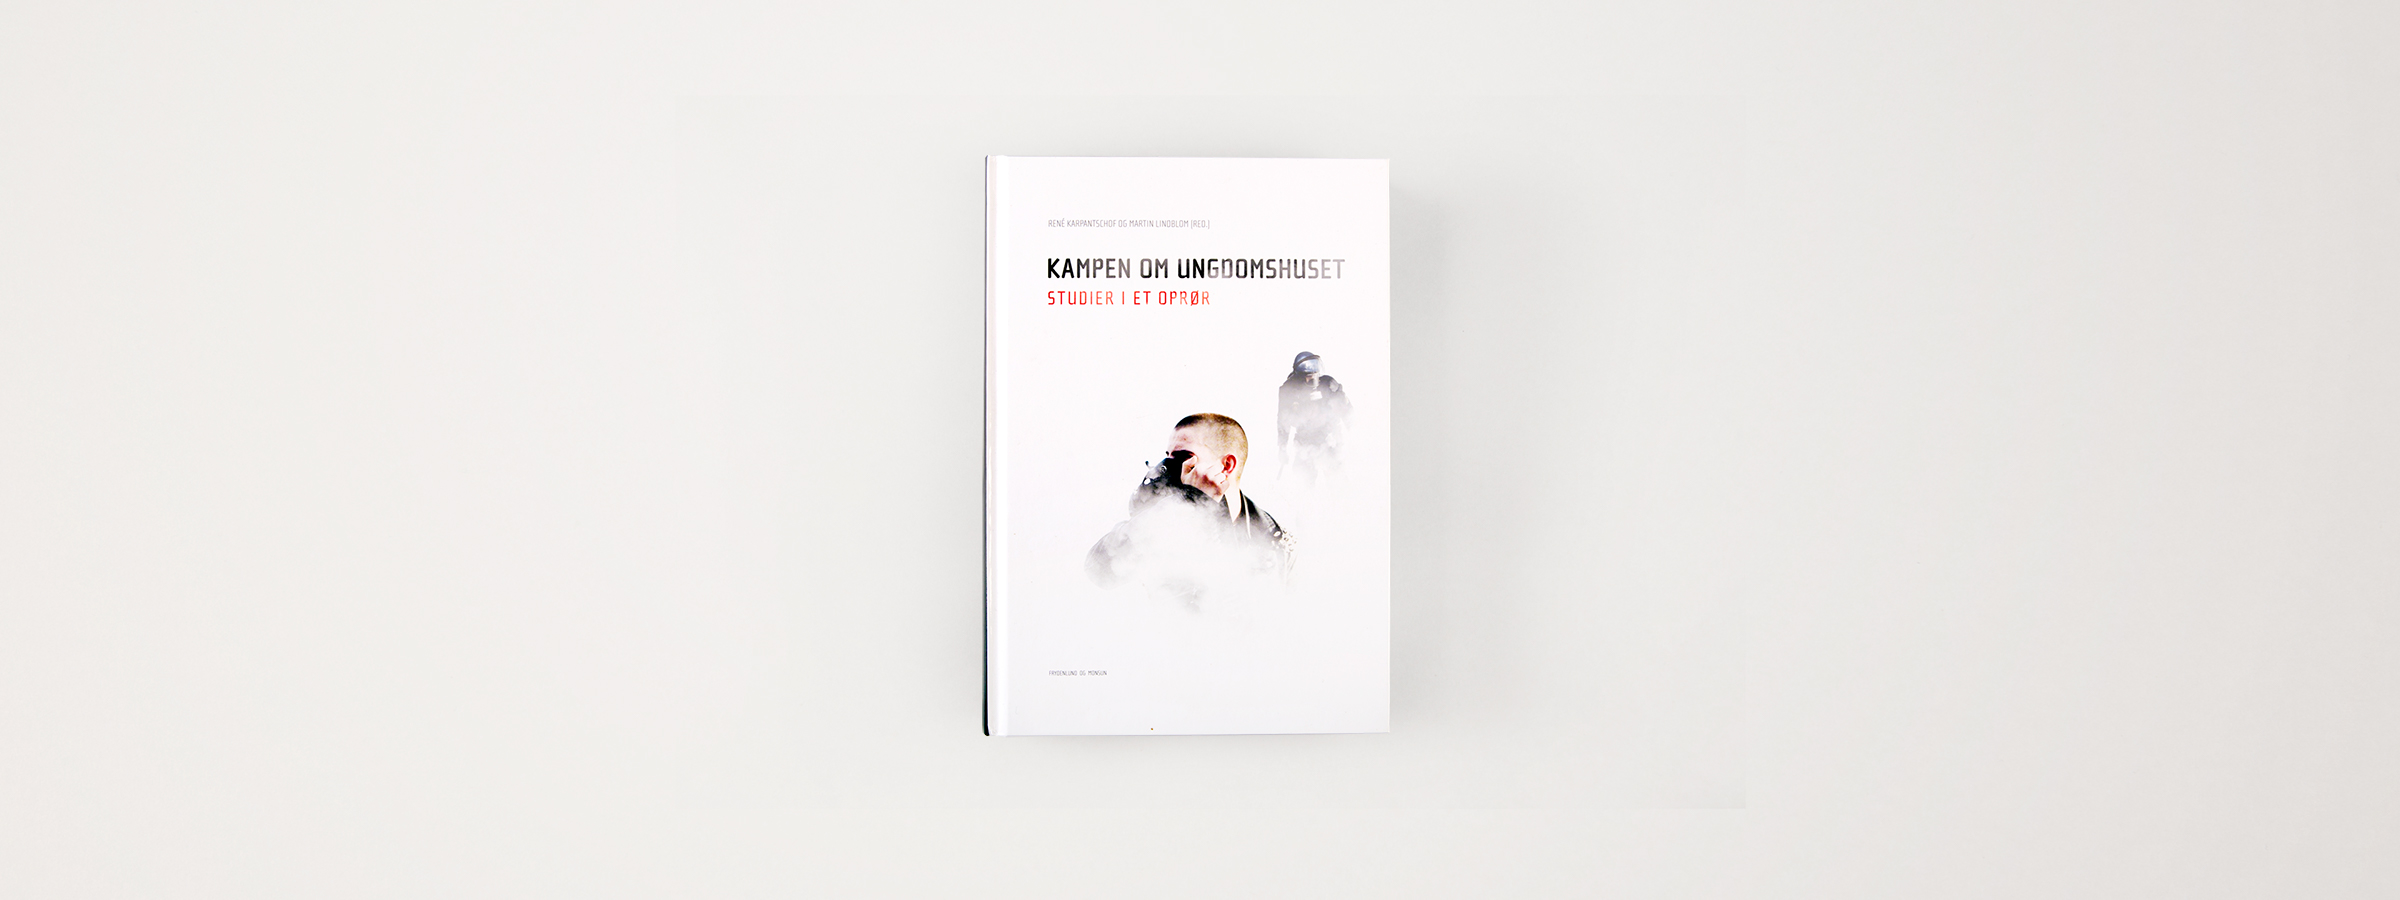 RENÉ KARPANTSCHOF OG MARTIN LINDBLOM [RED.]
KAMPEN OM UNGDOMSHUSET
STUDIER I ET OPRØR
FRYDENLUND OG MONSUN